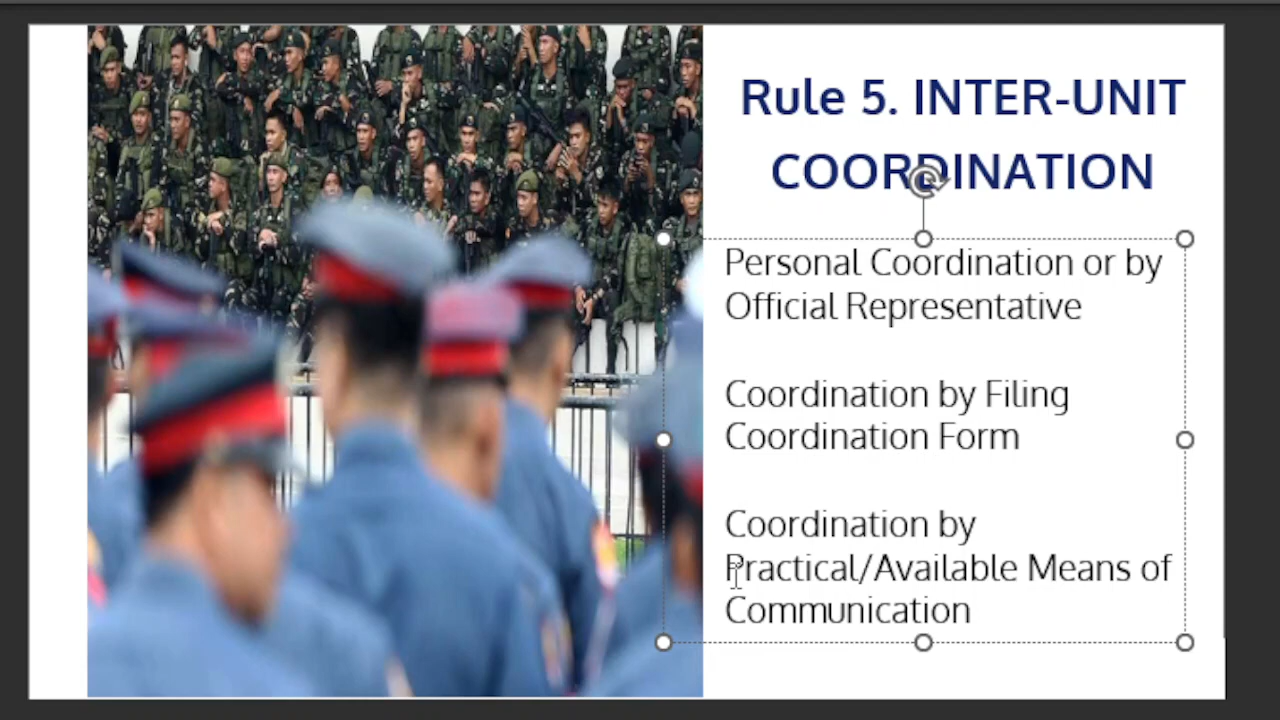 Rule 5. INTER-UNIT
COORDINATION
Personal Coordination or by
Official Representative
Coordination by Filing
Coordination Form
Coordination by
Practical/Available Means of
Communication